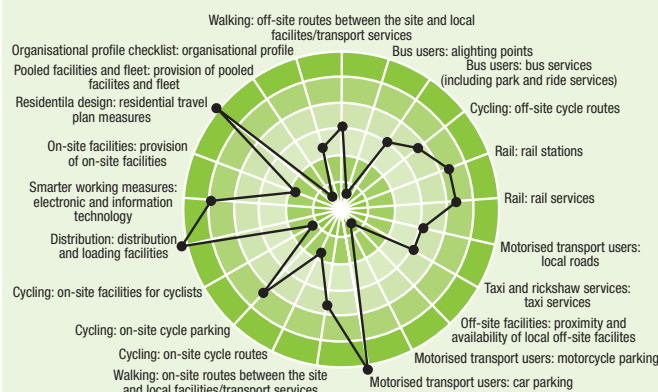 Walking: off-site routes between the site and local
facilites/transport services
Organisational profile checklist: organisational profile
Bus users: alighting points
Pooled facilities and fleet: provision of pooled
facilites and fleet
Bus users: bus services
(including park and ride services)
Residentila design: residential travel
plan measures
Cycling: off-site cycle routes
On-site facilities: provision
of on-site facilities
Rail: rail stations
Smarter working measures:
electronic and information
technology
Rail: rail services
Distribution: distribution
and loading facilities
Motorised transport users:
local roads
Cycling: on-site facilities for cyclists
Taxi and rickshaw services:
taxi services
Cycling: on-site cycle parking
Off-site facilities: proximity and
availability of local off-site facilites
Cycling: on-site cycle routes
Motorised transport users: motorcycle parking
Walking: on-site routes between the site
and local facilities/transport services
Motorised transport users: car parking